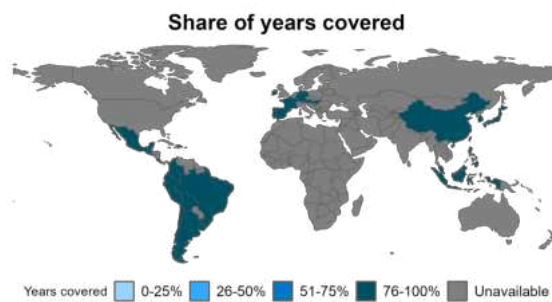 Share of years covered
Years covered 0-25% 26-50% 51-75% 76-100% Unavailable